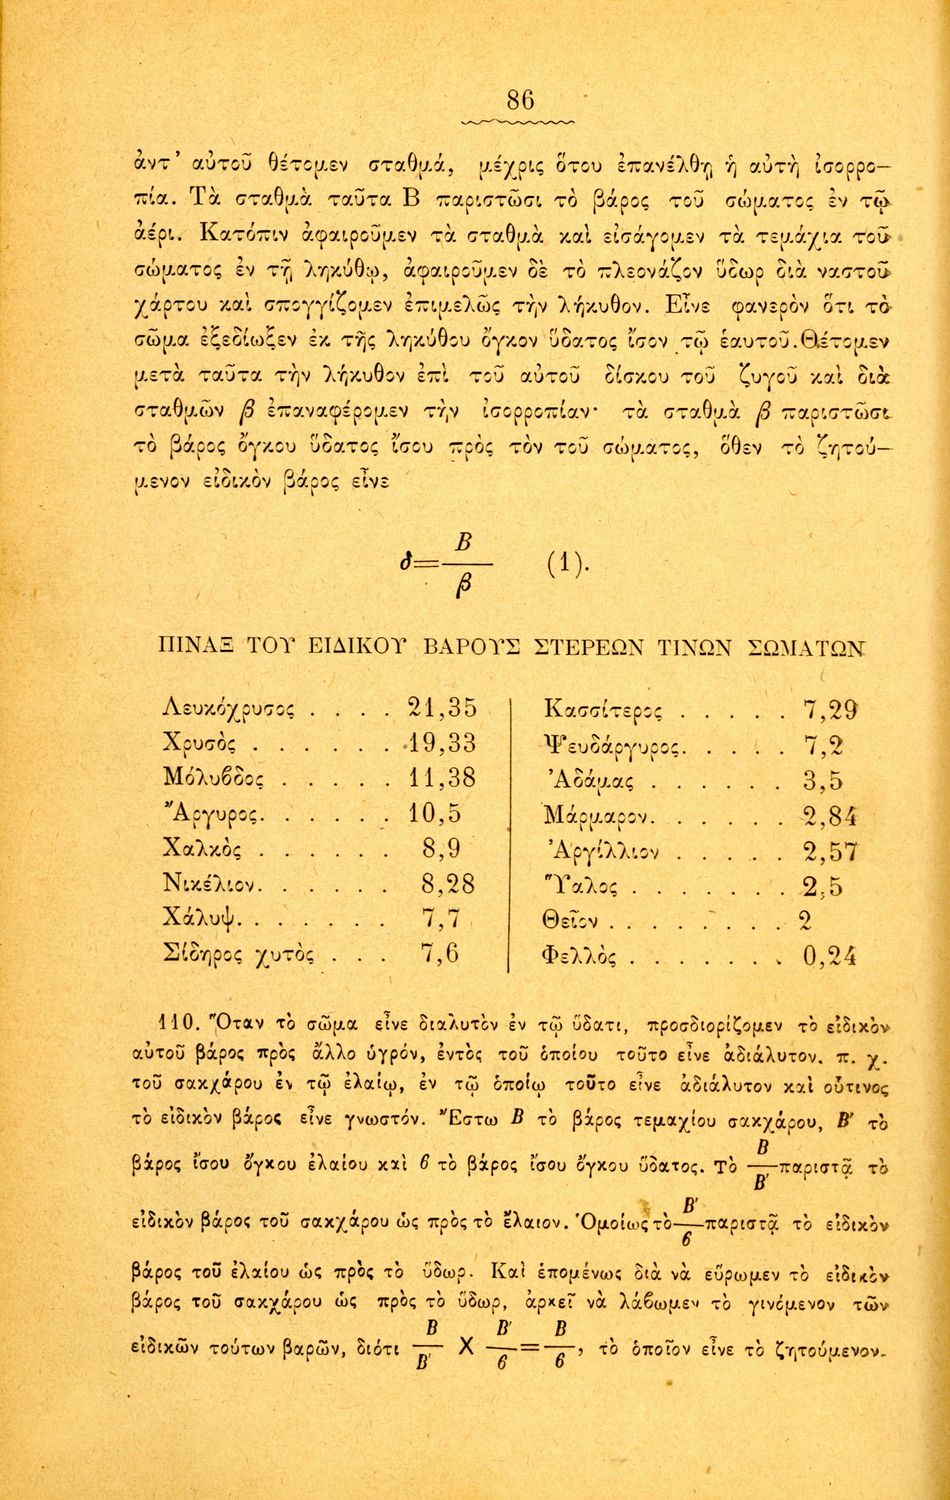 86
ἀντ' αὐτοῦ θέτομεν σταθμά, μέχρις ὅτου ἐπανέλθῃ ἡ αὐτὴ ἰσορρο—
πία. Τὰ σταθμὰ ταῦτα Β παριστῶσι τὸ βάρος τοῦ σώματος ἐν τῷ
ἀέρι. Κατόπιν ἀφαιροῦμεν τὰ σταθμὰ καὶ εἰσάγομεν τὰ τεμάχια τοῦ
σώματος ἐν τῇ ληκύθῳ, ἀφαιροῦμεν δὲ τὸ πλεονάζον ὕδωρ διὰ ναστοῦ
χάρτου καὶ σπογγίζομεν ἐπιμελῶς τὴν λήκυθον. Εἶνε φανερὸν ὅτι τὸ
σῶμα ἐξεδίωξεν ἐκ τῆς ληκύθου ὄγκον ὕδατος ἴσον τῷ ἑαυτοῦ. Θέτομεν
μετὰ ταῦτα τὴν λήκυθον ἐπὶ τοῦ αὐτοῦ δίσκου τοῦ ζυγοῦ καὶ διὰ
σταθμῶν β ἐπαναφέρομεν τὴν ἰσορροπίαν· τὰ σταθμὰ β παριστῶσι
τὸ βάρος ὄγκου ὕδατος ἴσου πρὸς τὸν τοῦ σώματος, ὅθεν τὸ ζητού—
μενον εἰδικὸν βάρος εἶνε
δ = B/β (1).
ΠΙΝΑΞ ΤΟΥ ΕΙΔΙΚΟΥ ΒΑΡΟΥΣ ΣΤΕΡΕΩΝ ΤΙΝΩΝ ΣΩΜΑΤΩΝ
Λευκόχρυσος . . . . 21,35
Χρυσὸς . . . . . . . 19,33
Μόλυβδος . . . . . 11,38
Ἄργυρος. . . . . . 10,5
Χαλκὸς . . . . . . 8,9
Νικέλιον. . . . . . 8,28
Χάλυψ. . . . . . . 7,7
Σίδηρος χυτὸς . . . 7,6
Κασσίτερος . . . . . 7,29
Ψευδάργυρος. . . . . 7,2
Ἀδάμας . . . . . . 3,5
Μάρμαρον. . . . . . 2,84
Ἀργίλλιον . . . . . 2,57
Ὕαλος . . . . . . . 2,5
Θεῖον . . . . . . . . 2
Φελλὸς . . . . . . . 0,24
110. Ὅταν τὸ σῶμα εἶνε διαλυτὸν ἐν τῷ ὕδατι, προσδιορίζομεν τὸ εἰδικὸν
αὐτοῦ βάρος πρὸς ἄλλο ὑγρόν, ἐντὸς τοῦ ὁποίου τοῦτο εἶνε ἀδιάλυτον. π. χ.
τοῦ σακχάρου ἐν τῷ ἐλαίῳ, ἐν τῷ ὁποίῳ τοῦτο εἶνε ἀδιάλυτον καὶ οὗτινος
τὸ εἰδικὸν βάρος εἶνε γνωστόν. Ἔστω B τὸ βάρος τεμαχίου σακχάρου, B' τὸ
βάρος ἴσου ὄγκου ἐλαίου καὶ ϐ τὸ βάρος ἴσου ὄγκου ὕδατος. Τὸ B/B' παριστᾷ τὸ
εἰδικὸν βάρος τοῦ σακχάρου ὡς πρὸς τὸ ἔλαιον. Ὁμοίως τὸ B'/ϐ παριστᾷ τὸ εἰδικὸν
βάρος τοῦ ἐλαίου ὡς πρὸς τὸ ὕδωρ. Καὶ ἑπομένως διὰ νὰ εὕρωμεν τὸ εἰδικὸν
βάρος τοῦ σακχάρου ὡς πρὸς τὸ ὕδωρ, ἀρκεῖ νὰ λάϐωμεν τὸ γινόμενον τῶν
εἰδικῶν τούτων βαρῶν, διότι B/B' X B'/ϐ = B/ϐ, τὸ ὁποῖον εἶνε τὸ ζητούμενον.